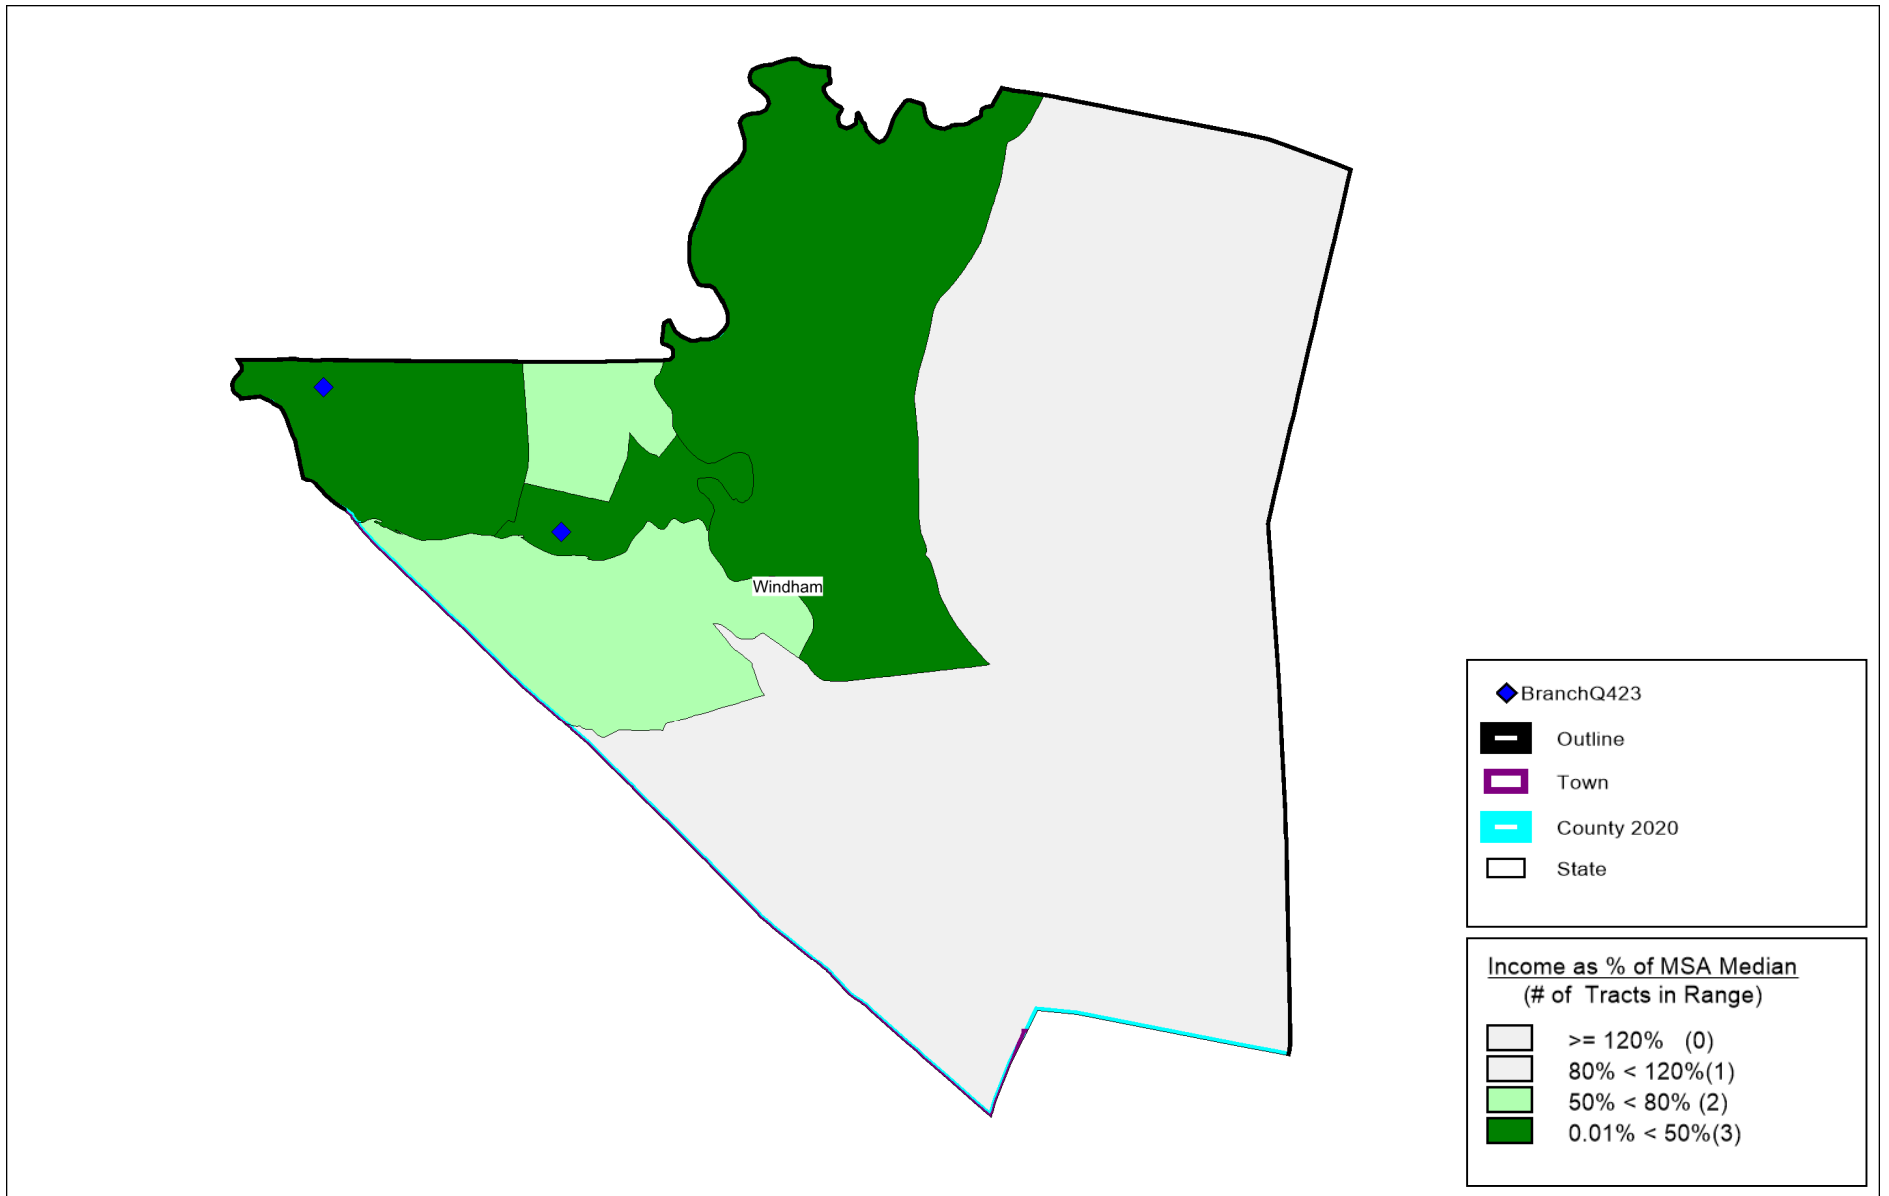 Windham
BranchQ423
Outline
Town
County 2020
State
Income as % of MSA Median
(# of Tracts in Range)
>= 120% (0)
80% < 120%(1)
50% < 80% (2)
0.01% < 50%(3)